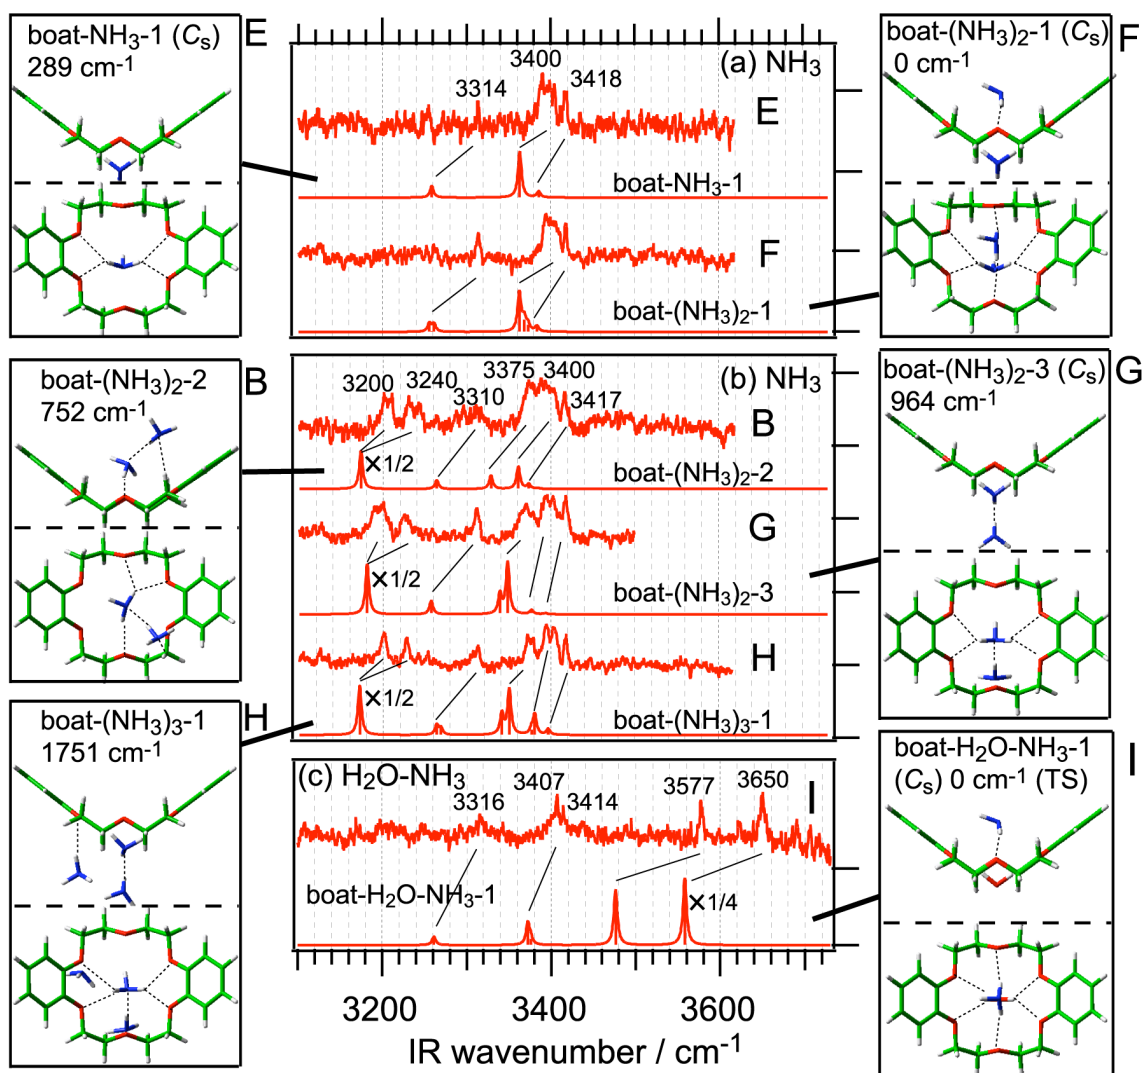 boat-NH3-1 (Cs)
289 cm-1
E
boat-(NH3)2-2
752 cm-1
B
boat-(NH3)3-1
1751 cm-1
H
(a) NH3
3314
3400
3418
E
boat-NH3-1
F
boat-(NH3)2-1
(b) NH3
3200
3240
3310
3375
3400
3417
B
×1/2
boat-(NH3)2-2
G
×1/2
boat-(NH3)2-3
H
×1/2
boat-(NH3)3-1
(c) H2O-NH3
3316
3407
3414
3577
3650
I
boat-H2O-NH3-1
×1/4
3200
3400
3600
IR wavenumber / cm-1
boat-(NH3)2-1 (Cs)
0 cm-1
F
boat-(NH3)2-3 (Cs)
964 cm-1
G
boat-H2O-NH3-1
(Cs) 0 cm-1 (TS)
I